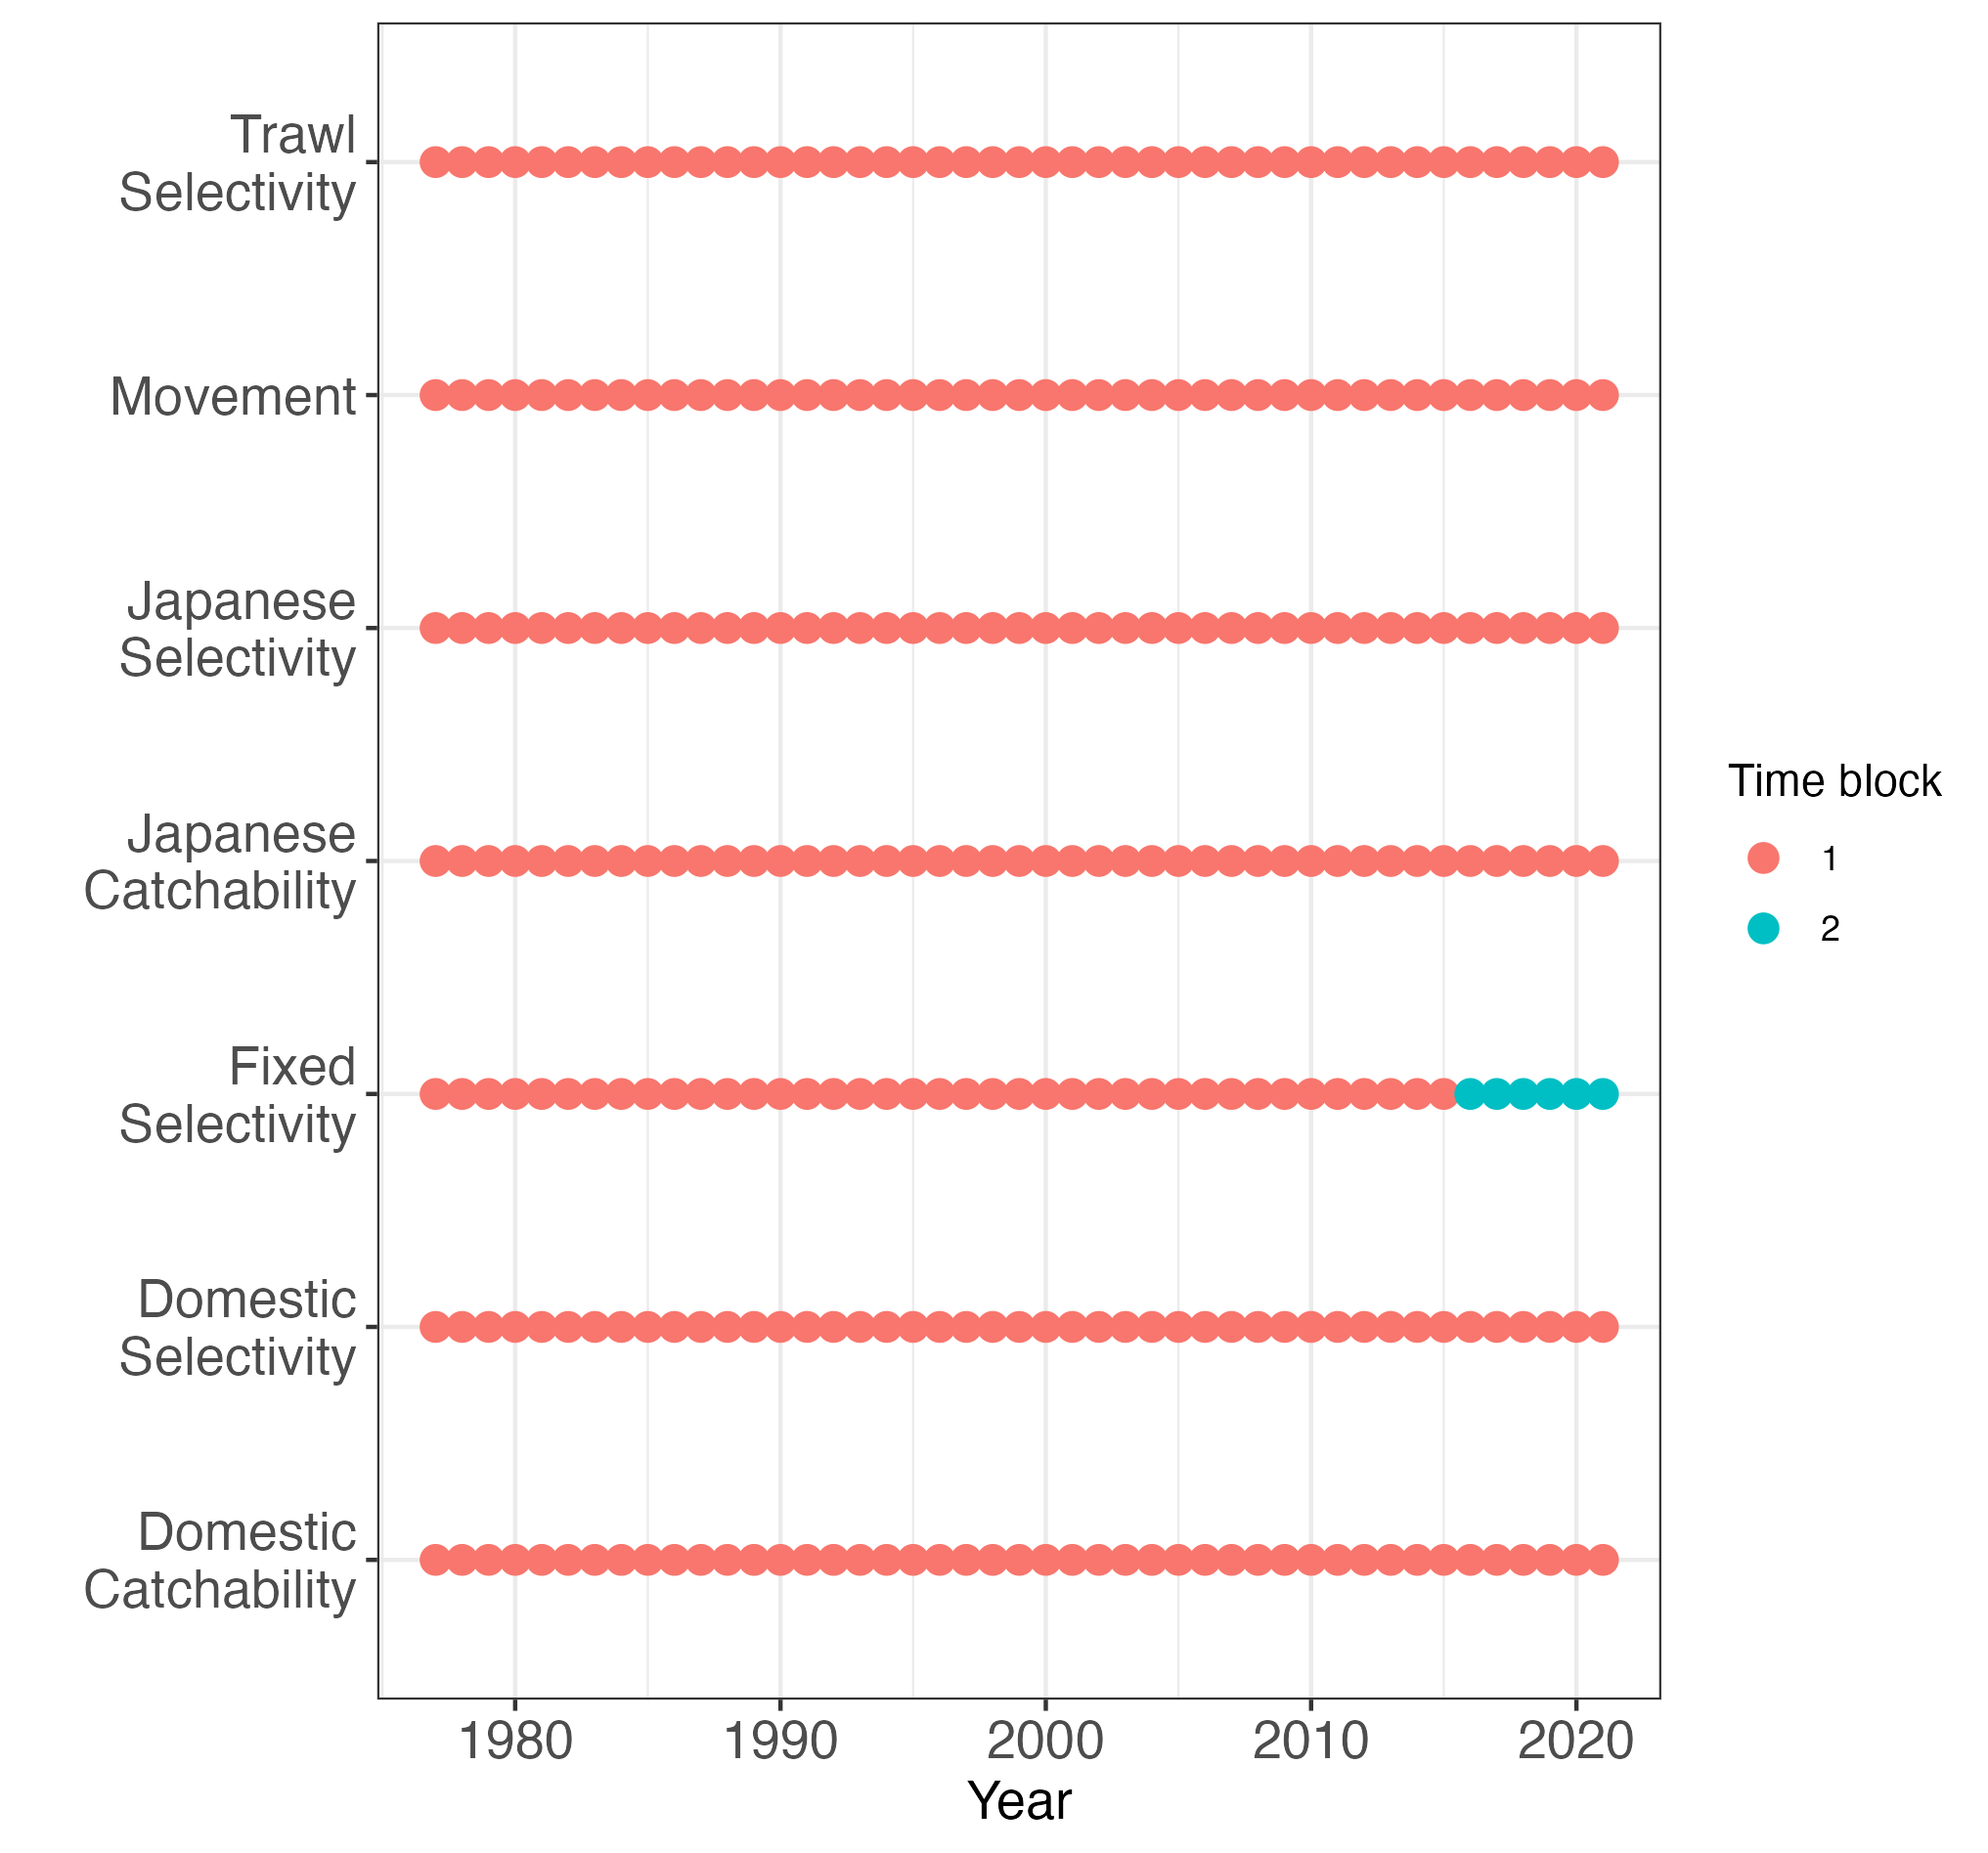 Trawl
Selectivity
Movement
Japanese
Selectivity
Japanese
Catchability
Fixed
Selectivity
Domestic
Selectivity
Domestic
Catchability
1980 1990 2000 2010 2020
Year
Time block
1
2